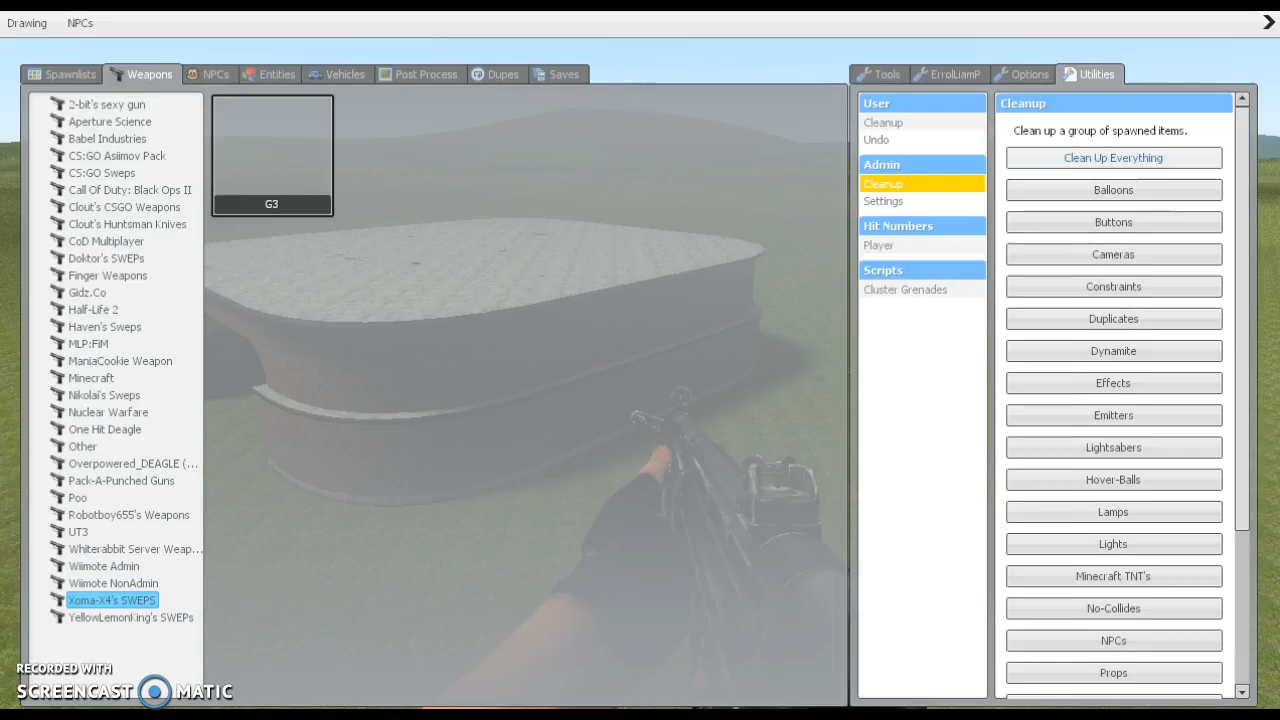 Drawing NPCs
Spawnlists Weapons NPCs Entities Vehicles Post Process Dupes Saves
Tools ErrolLiamP Options Utilities
2-bit's sexy gun
Aperture Science
Babel Industries
CS:GO Asiimov Pack
CS:GO Sweps
Call Of Duty: Black Ops II
Clout's CSGO Weapons
Clout's Huntsman Knives
CoD Multiplayer
Doktor's SWEPs
Finger Weapons
Gidz.Co
Half-Life 2
Haven's Sweps
MLP:FiM
ManiaCookie Weapon
Minecraft
Nikolai's Sweps
Nuclear Warfare
One Hit Deagle
Other
Overpowered_DEAGLE (...
Pack-A-Punched Guns
Poo
Robotboy655's Weapons
UT3
Whiterabbit Server Weap...
Wiimote Admin
Wiimote NonAdmin
Xoma-X4's SWEPS
YellowLemonKing's SWEPs
G3
User
Cleanup
Undo
Admin
Cleanup
Settings
Hit Numbers
Player
Scripts
Cluster Grenades
Cleanup
Clean up a group of spawned items.
Clean Up Everything
Balloons
Buttons
Cameras
Constraints
Duplicates
Dynamite
Effects
Emitters
Lightsabers
Hover-Balls
Lamps
Lights
Minecraft TNT's
No-Collides
NPCs
Props
RECORDED WITH
SCREENCAST MATIC